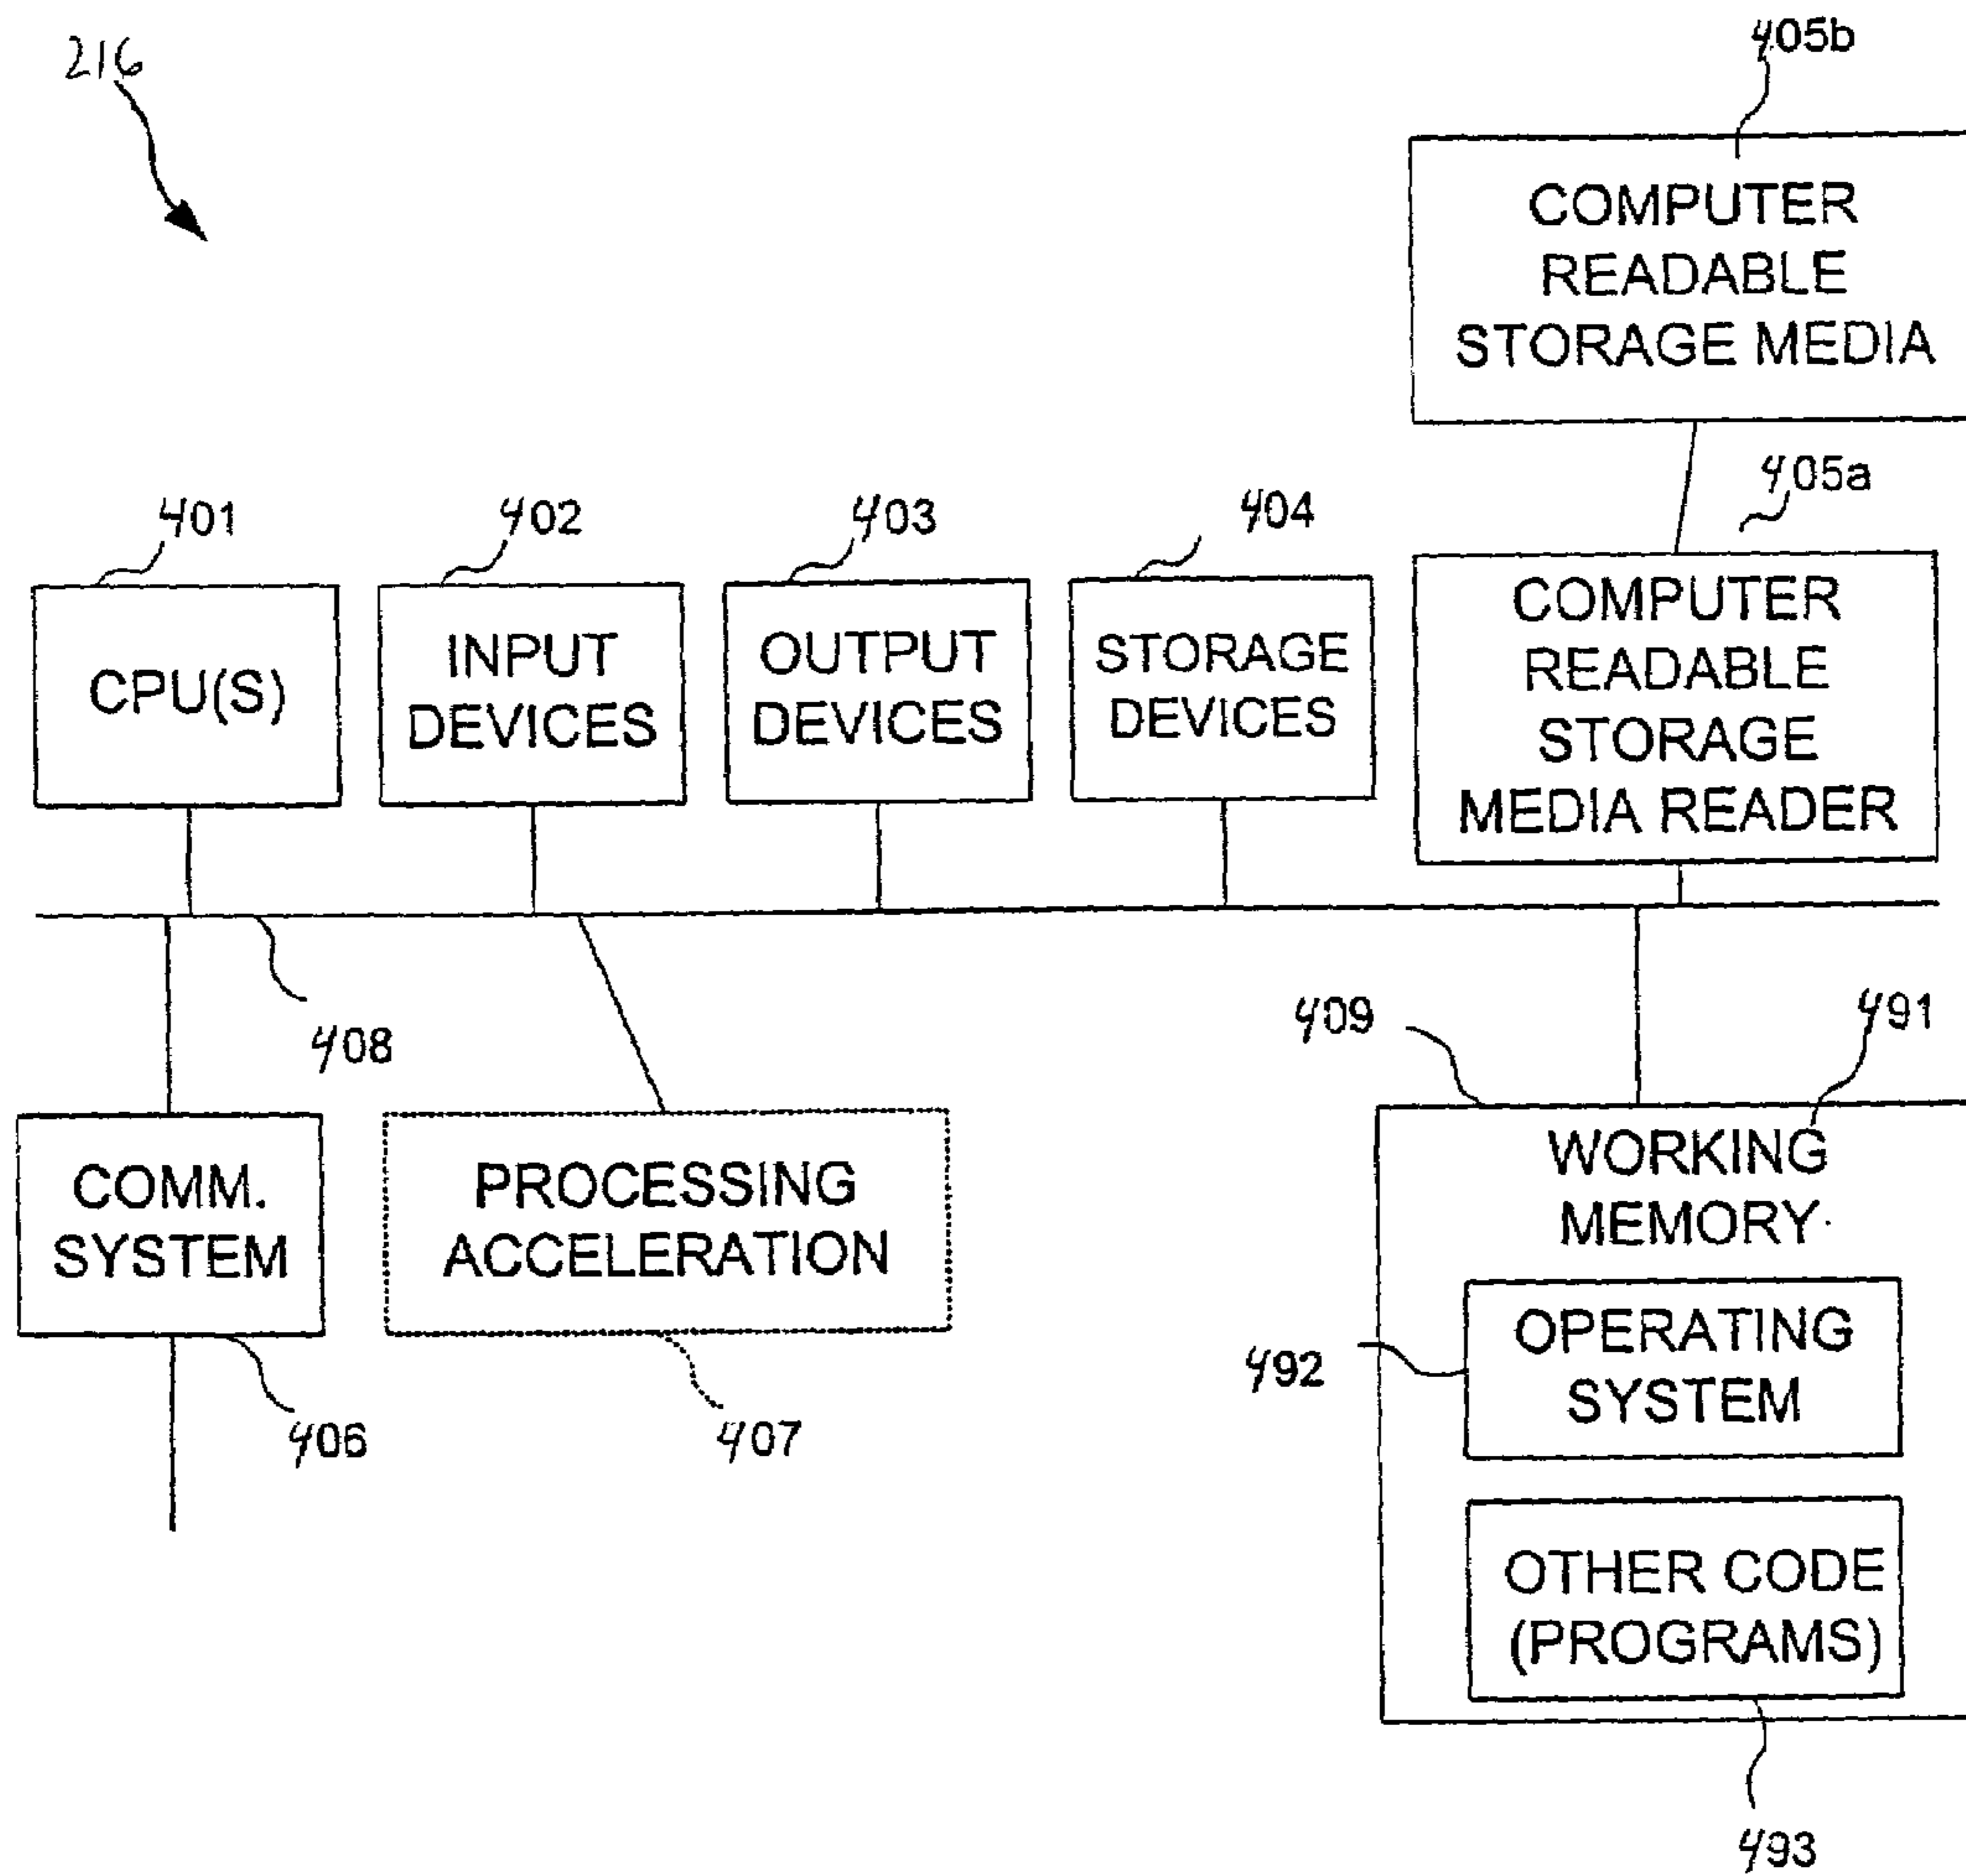 216
405b
COMPUTER
READABLE
STORAGE MEDIA
405a
401
402
403
404
CPU(S)
INPUT
DEVICES
OUTPUT
DEVICES
STORAGE
DEVICES
COMPUTER
READABLE
STORAGE
MEDIA READER
408
409
491
COMM.
SYSTEM
PROCESSING
ACCELERATION
WORKING
MEMORY
492
OPERATING
SYSTEM
406
407
OTHER CODE
(PROGRAMS)
493